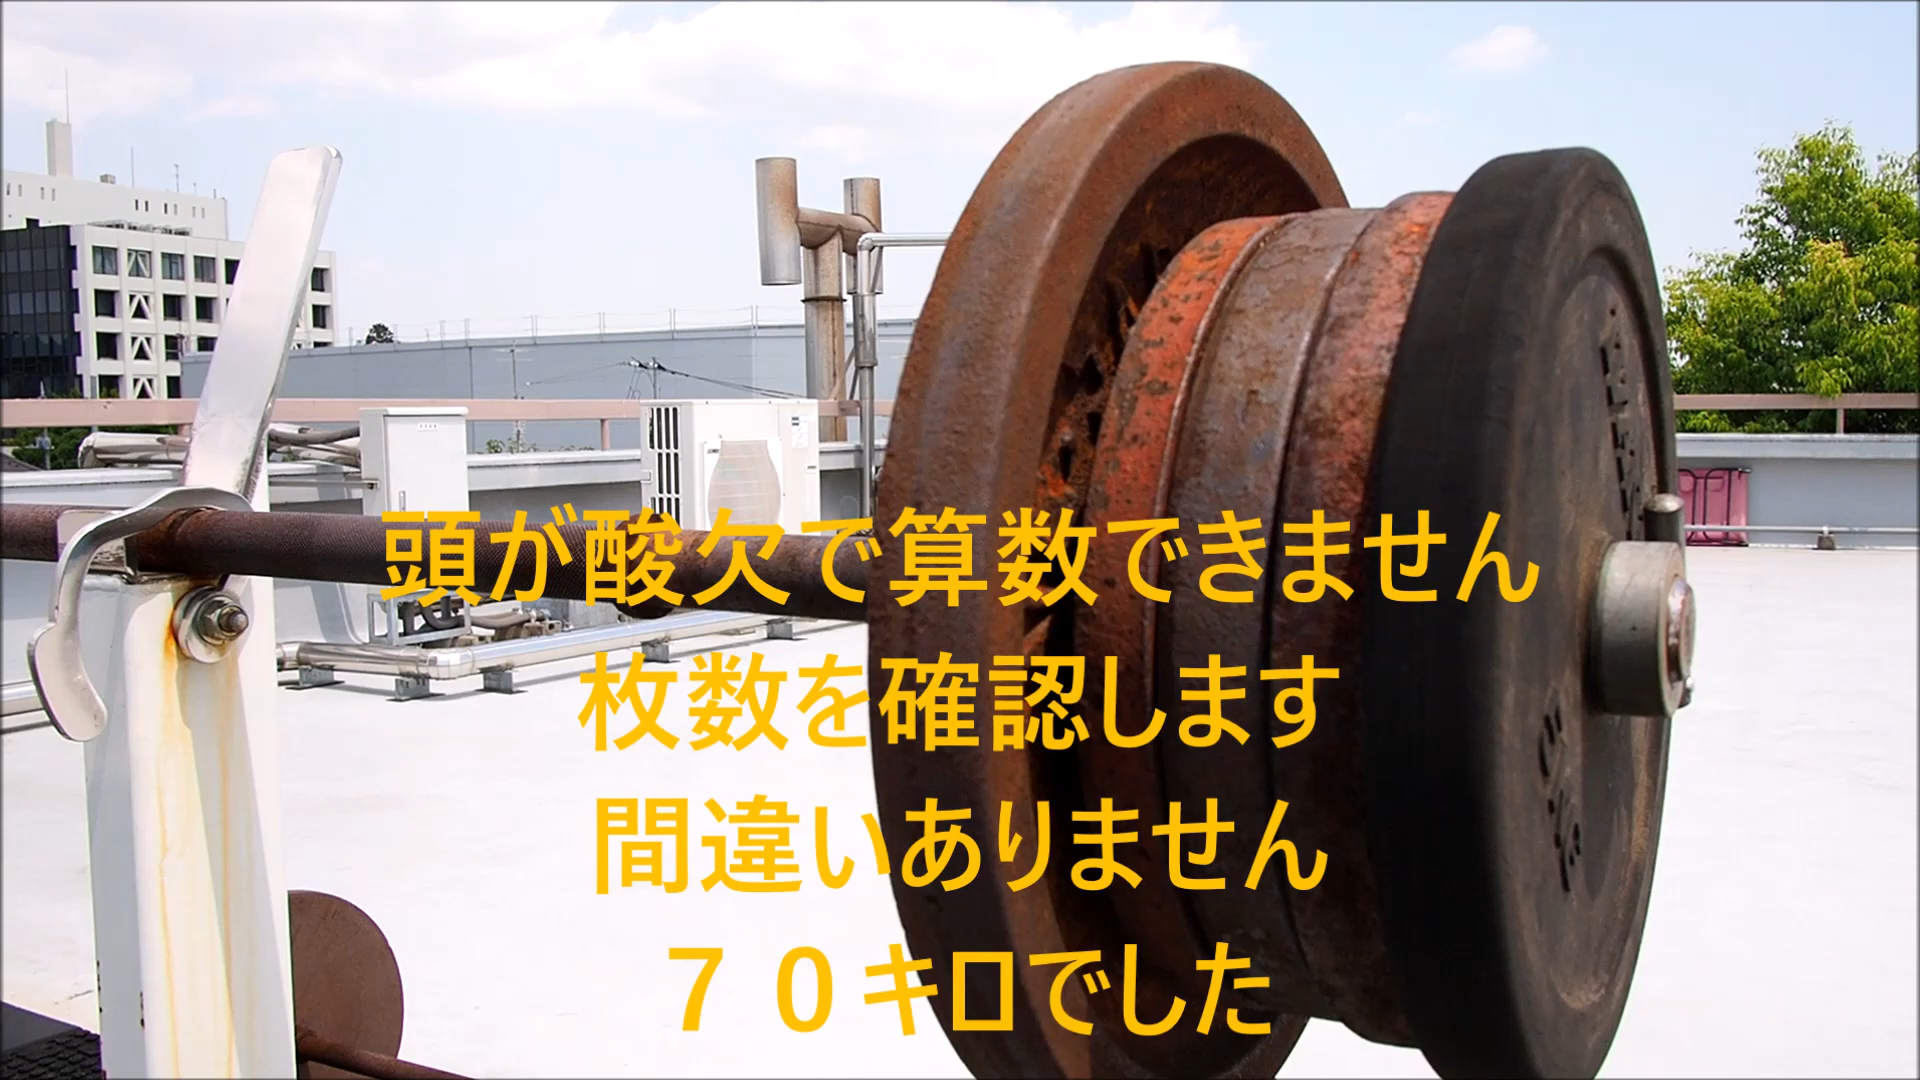 頭が酸欠で算数できません
枚数を確認します
間違いありません
７０キロでした